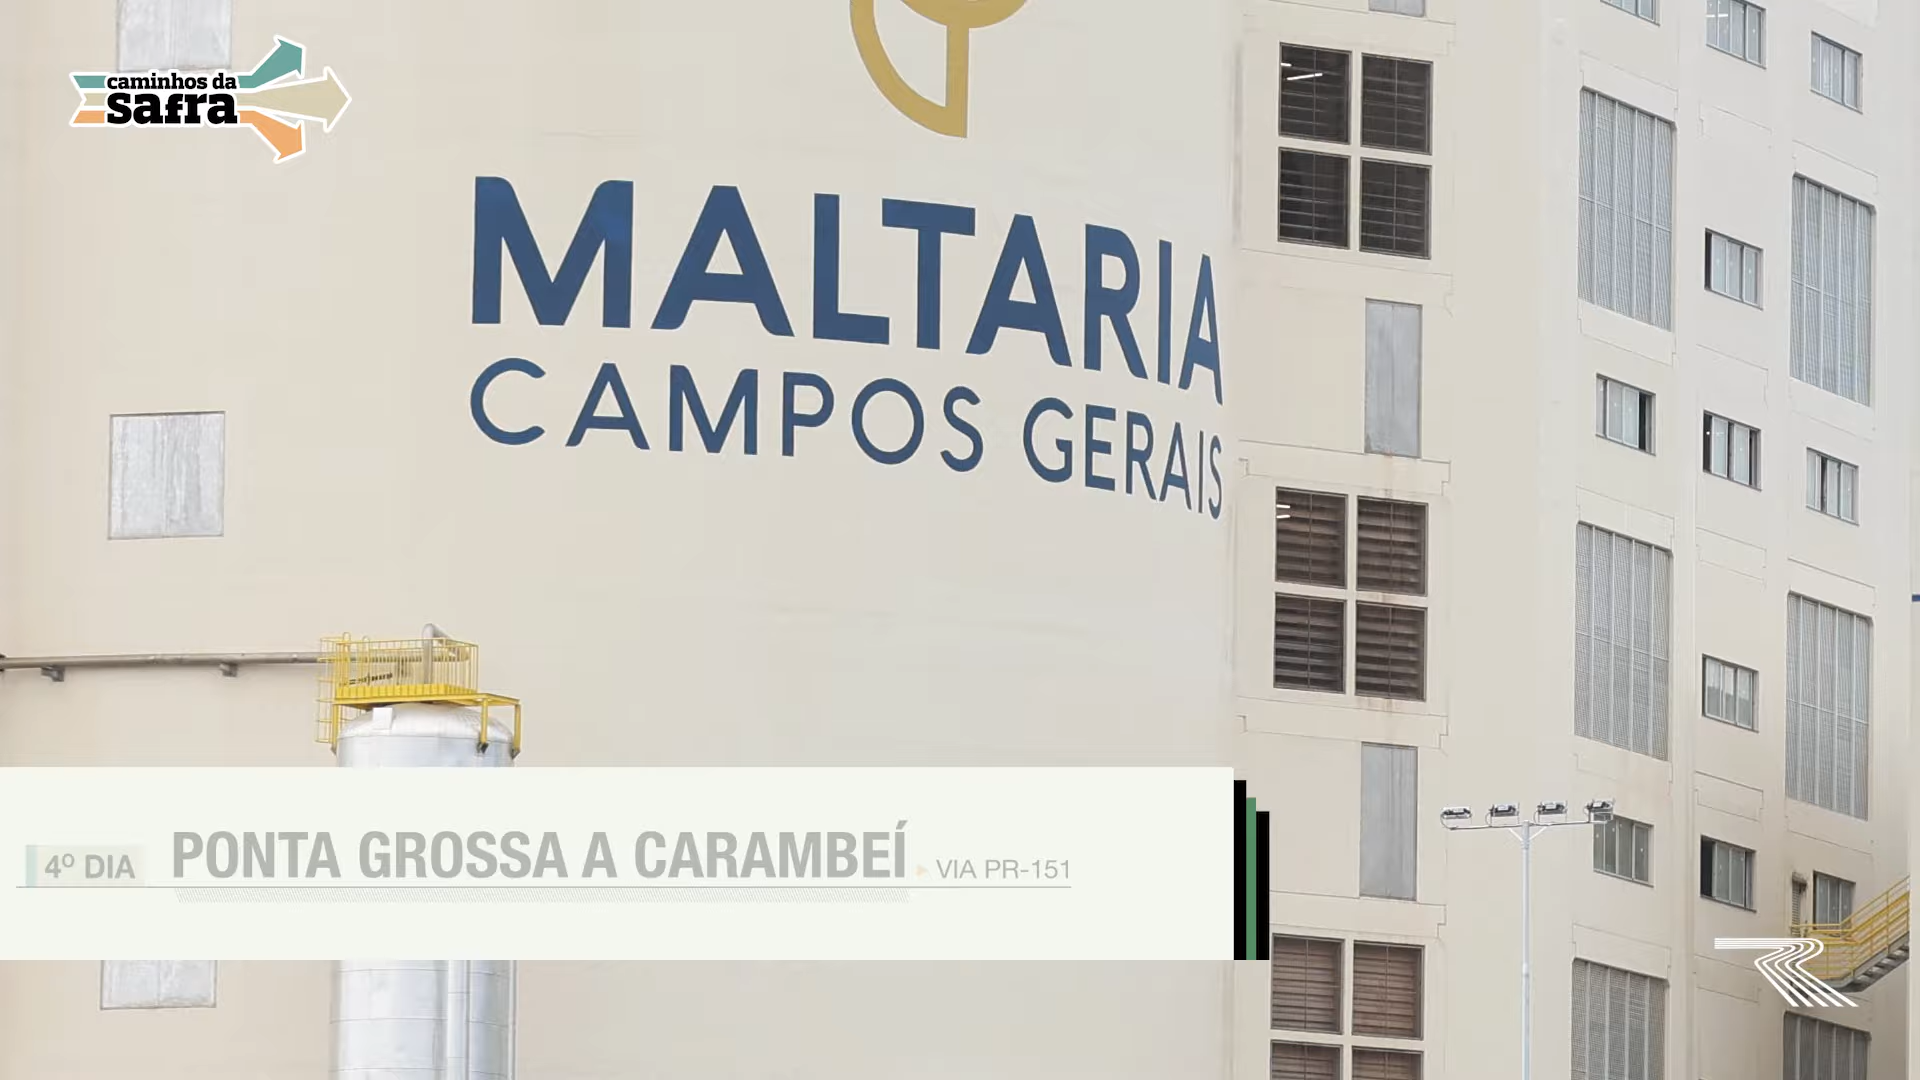 caminhos da
safra
MALTARIA
CAMPOS GERAIS
4º DIA PONTA GROSSA A CARAMBEÍ VIA PR-151